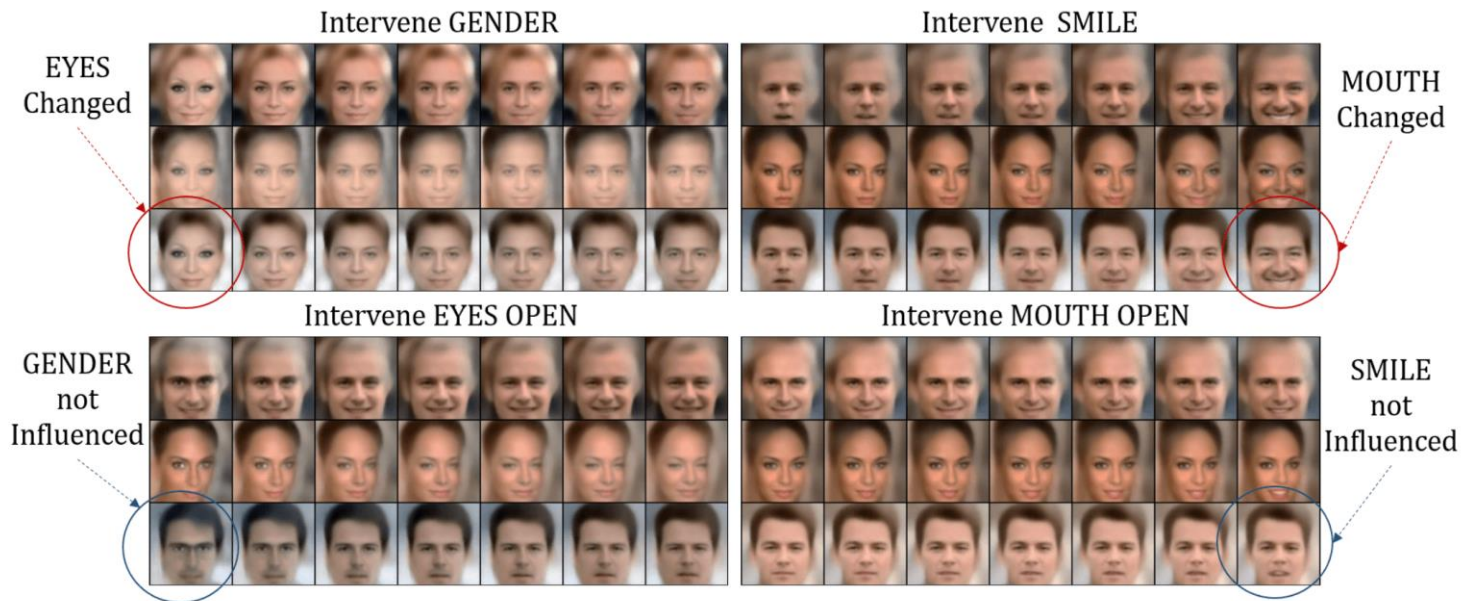 Intervene GENDER
Intervene SMILE
EYES
Changed
MOUTH
Changed
Intervene EYES OPEN
Intervene MOUTH OPEN
GENDER
not
Influenced
SMILE
not
Influenced